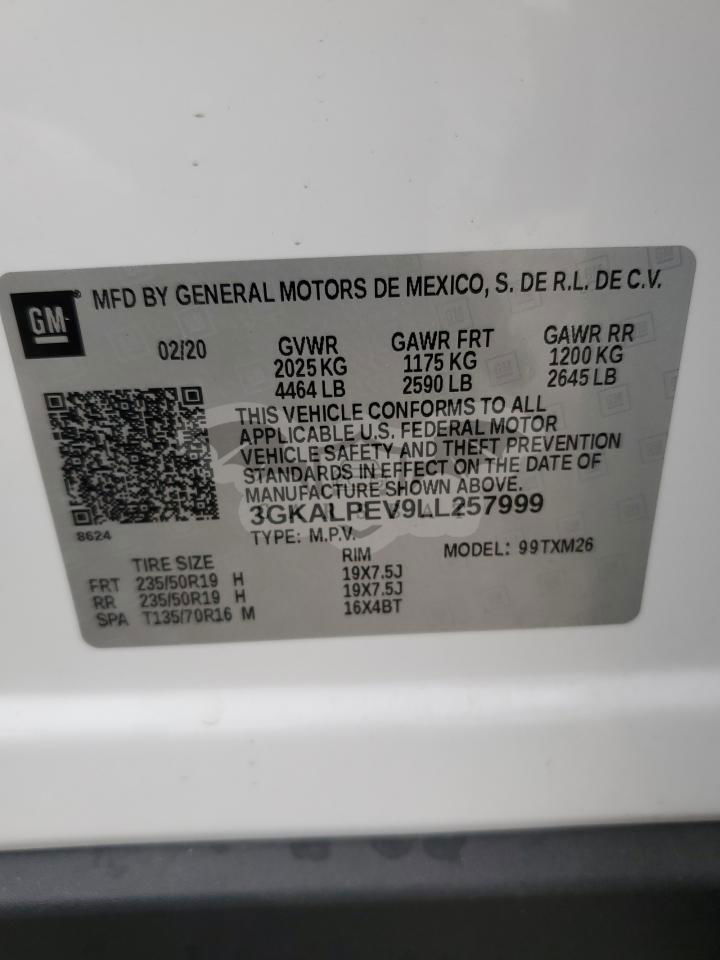 GM ® MFD BY GENERAL MOTORS DE MEXICO, S. DE R.L. DE C.V.
02/20 GVWR GAWR FRT GAWR RR
2025 KG 1175 KG 1200 KG
4464 LB 2590 LB 2645 LB
THIS VEHICLE CONFORMS TO ALL
APPLICABLE U.S. FEDERAL MOTOR
VEHICLE SAFETY AND THEFT PREVENTION
STANDARDS IN EFFECT ON THE DATE OF
MANUFACTURE SHOWN ABOVE.
8624
3GKALPEV9LL257999
TYPE: M.P.V. MODEL: 99TXM26
TIRE SIZE RIM
FRT 235/50R19 H 19X7.5J
RR 235/50R19 H 19X7.5J
SPA T135/70R16 M 16X4BT